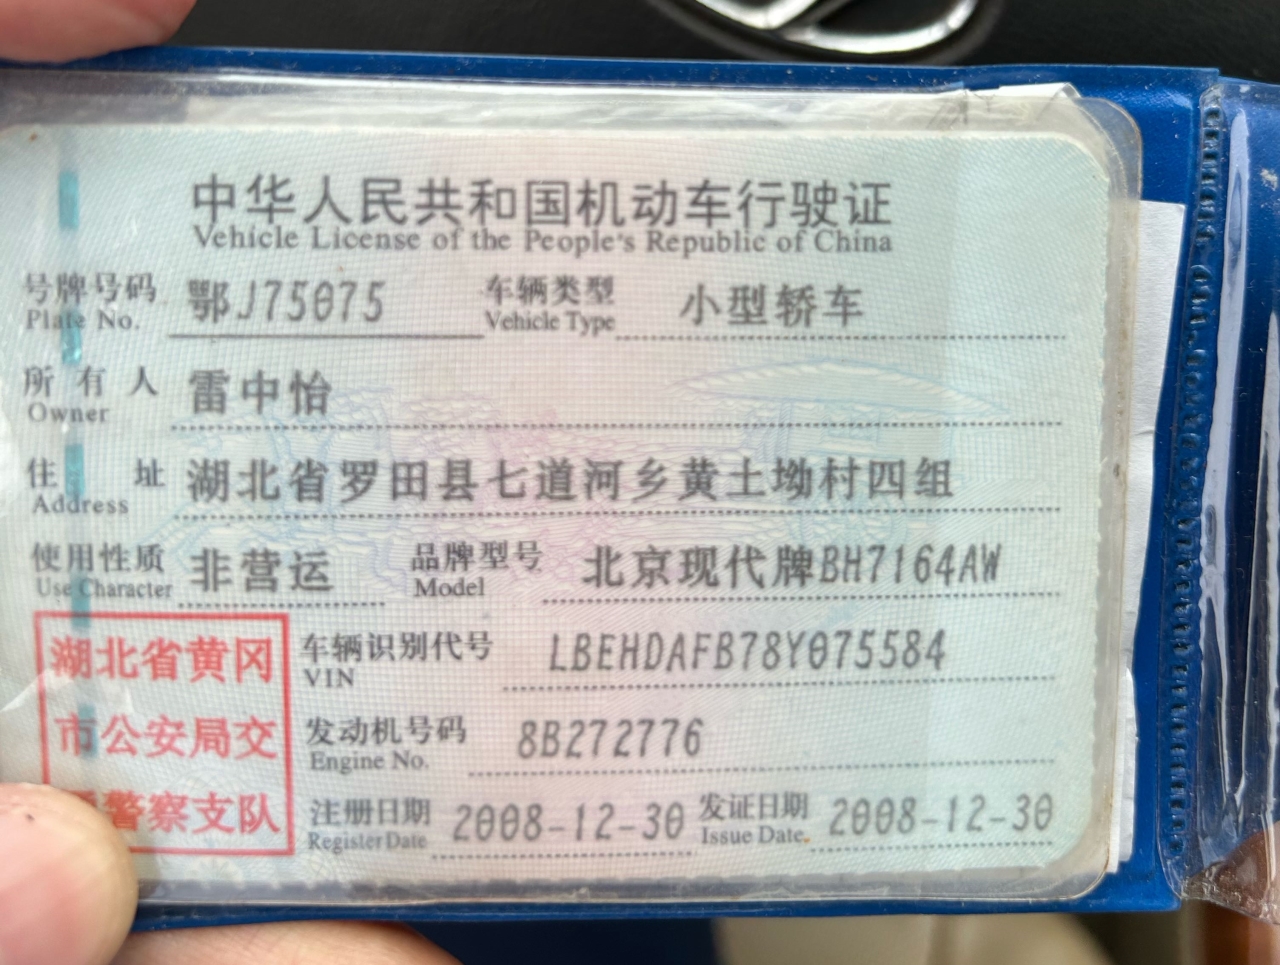 中华人民共和国机动车行驶证
Vehicle License of the People's Republic of China
号牌号码 鄂J75075 车辆类型 小型轿车
Plate No. Vehicle Type
所有人 雷中怡
Owner
住址 湖北省罗田县七道河乡黄土坳村四组
Address
使用性质 非营运 品牌型号 北京现代牌BH7164AW
Use Character Model
车辆识别代号 LBEHDAFB78Y075584
VIN
发动机号码 8B272776
Engine No.
注册日期 2008-12-30 发证日期 2008-12-30
Register Date Issue Date
湖北省黄冈
市公安局交
警察支队